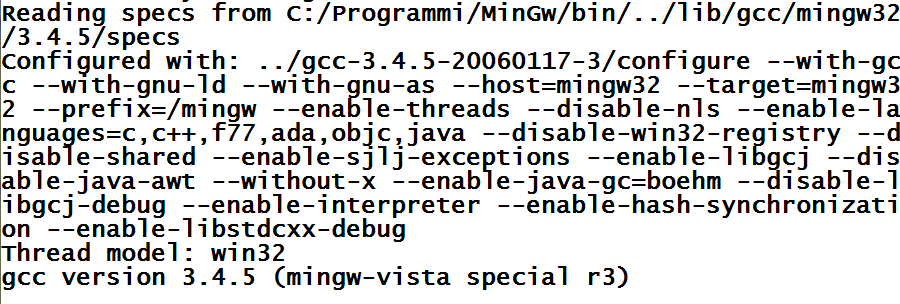 Reading specs from C:/Programmi/MinGw/bin/../lib/gcc/mingw32
/3.4.5/specs
Configured with: ../gcc-3.4.5-20060117-3/configure --with-gc
c --with-gnu-ld --with-gnu-as --host=mingw32 --target=mingw3
2 --prefix=/mingw --enable-threads --disable-nls --enable-la
nguages=c,c++,f77,ada,objc,java --disable-win32-registry --d
isable-shared --enable-sjlj-exceptions --enable-libgcj --dis
able-java-awt --without-x --enable-java-gc=boehm --disable-l
ibgcj-debug --enable-interpreter --enable-hash-synchronizati
on --enable-libstdcxx-debug
Thread model: win32
gcc version 3.4.5 (mingw-vista special r3)